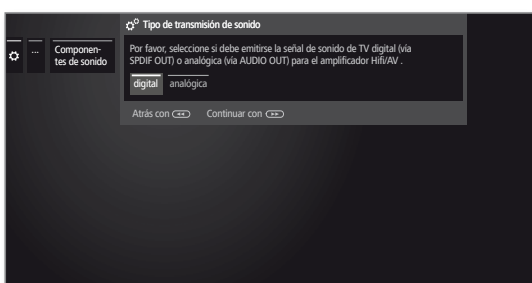 Tipo de transmisión de sonido
...
Componen-
tes de sonido
Por favor, seleccione si debe emitirse la señal de sonido de TV digital (vía
SPDIF OUT) o analógica (vía AUDIO OUT) para el amplificador Hifi/AV .
digital analógica
Atrás con Continuar con